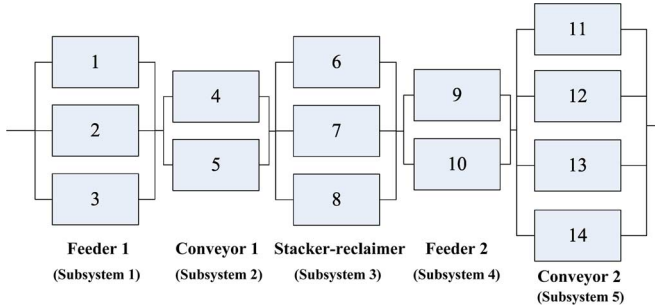 1
2
3
Feeder 1
(Subsystem 1)
4
5
Conveyor 1
(Subsystem 2)
6
7
8
Stacker-reclaimer
(Subsystem 3)
9
10
Feeder 2
(Subsystem 4)
11
12
13
14
Conveyor 2
(Subsystem 5)